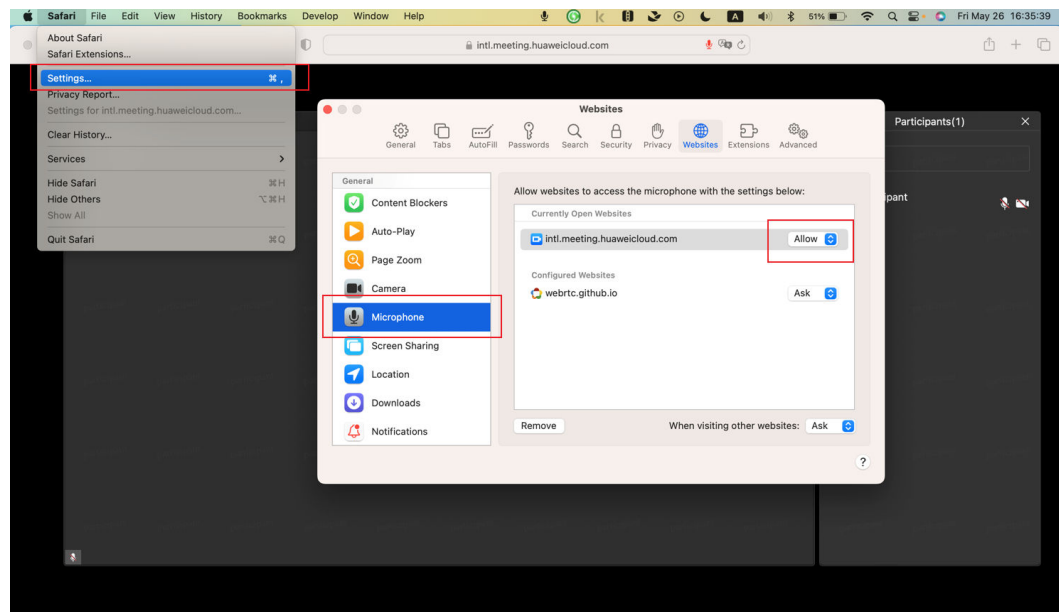 Safari File Edit View History Bookmarks Develop Window Help A 51% Fri May 26 16:35:39
intl.meeting.huaweicloud.com
About Safari
Safari Extensions...
Settings... ⌘ ,
Privacy Report...
Settings for intl.meeting.huaweicloud.com...
Clear History...
Services
Hide Safari ⌘H
Hide Others ⌥⌘H
Show All
Quit Safari ⌘Q
Websites
General Tabs AutoFill Passwords Search Security Privacy Websites Extensions Advanced
General
Content Blockers
Auto-Play
Page Zoom
Camera
Microphone
Screen Sharing
Location
Downloads
Notifications
Allow websites to access the microphone with the settings below:
Currently Open Websites
intl.meeting.huaweicloud.com Allow
Configured Websites
webrtc.github.io Ask
Remove When visiting other websites: Ask
?
Participants(1)
ipant